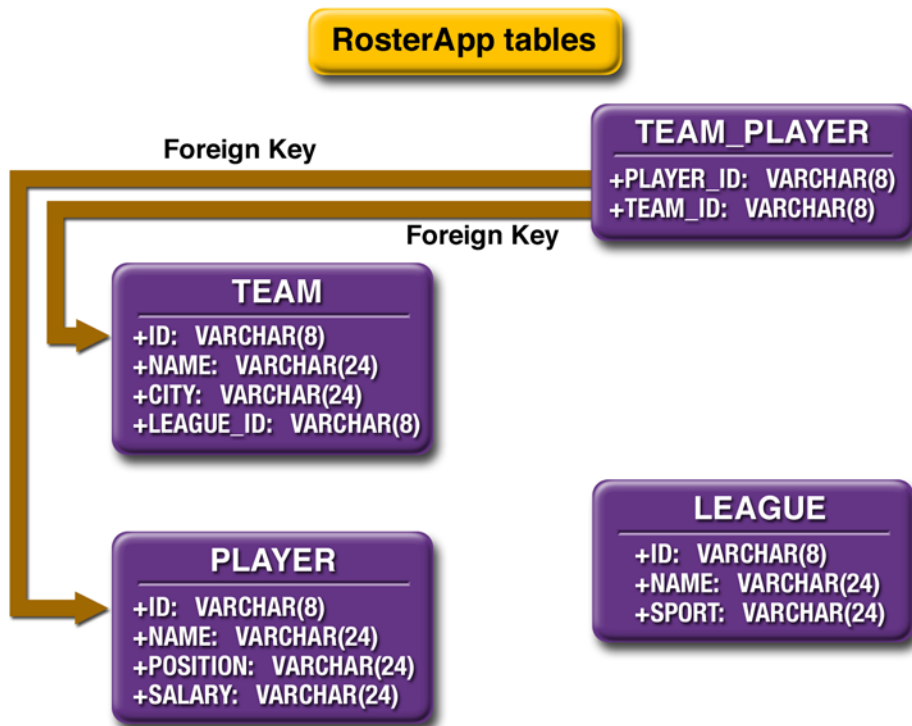 RosterApp tables
TEAM_PLAYER
+PLAYER_ID: VARCHAR(8)
+TEAM_ID: VARCHAR(8)
Foreign Key
Foreign Key
TEAM
+ID: VARCHAR(8)
+NAME: VARCHAR(24)
+CITY: VARCHAR(24)
+LEAGUE_ID: VARCHAR(8)
LEAGUE
+ID: VARCHAR(8)
+NAME: VARCHAR(24)
+SPORT: VARCHAR(24)
PLAYER
+ID: VARCHAR(8)
+NAME: VARCHAR(24)
+POSITION: VARCHAR(24)
+SALARY: VARCHAR(24)